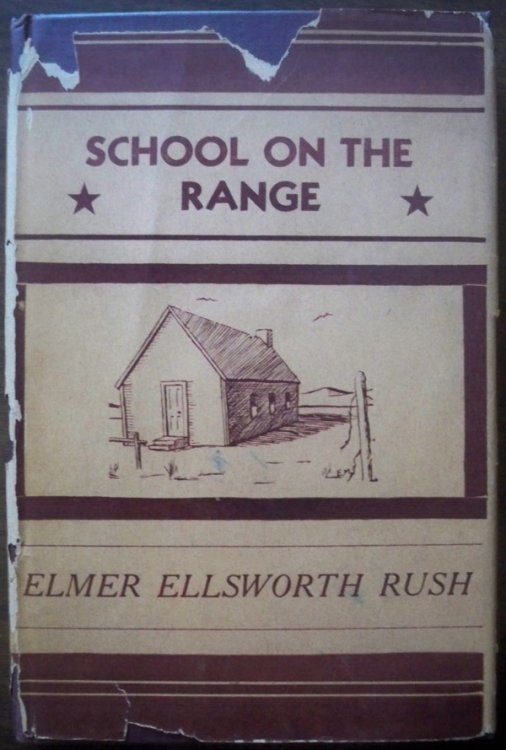 SCHOOL ON THE
RANGE
ELMER ELLSWORTH RUSH